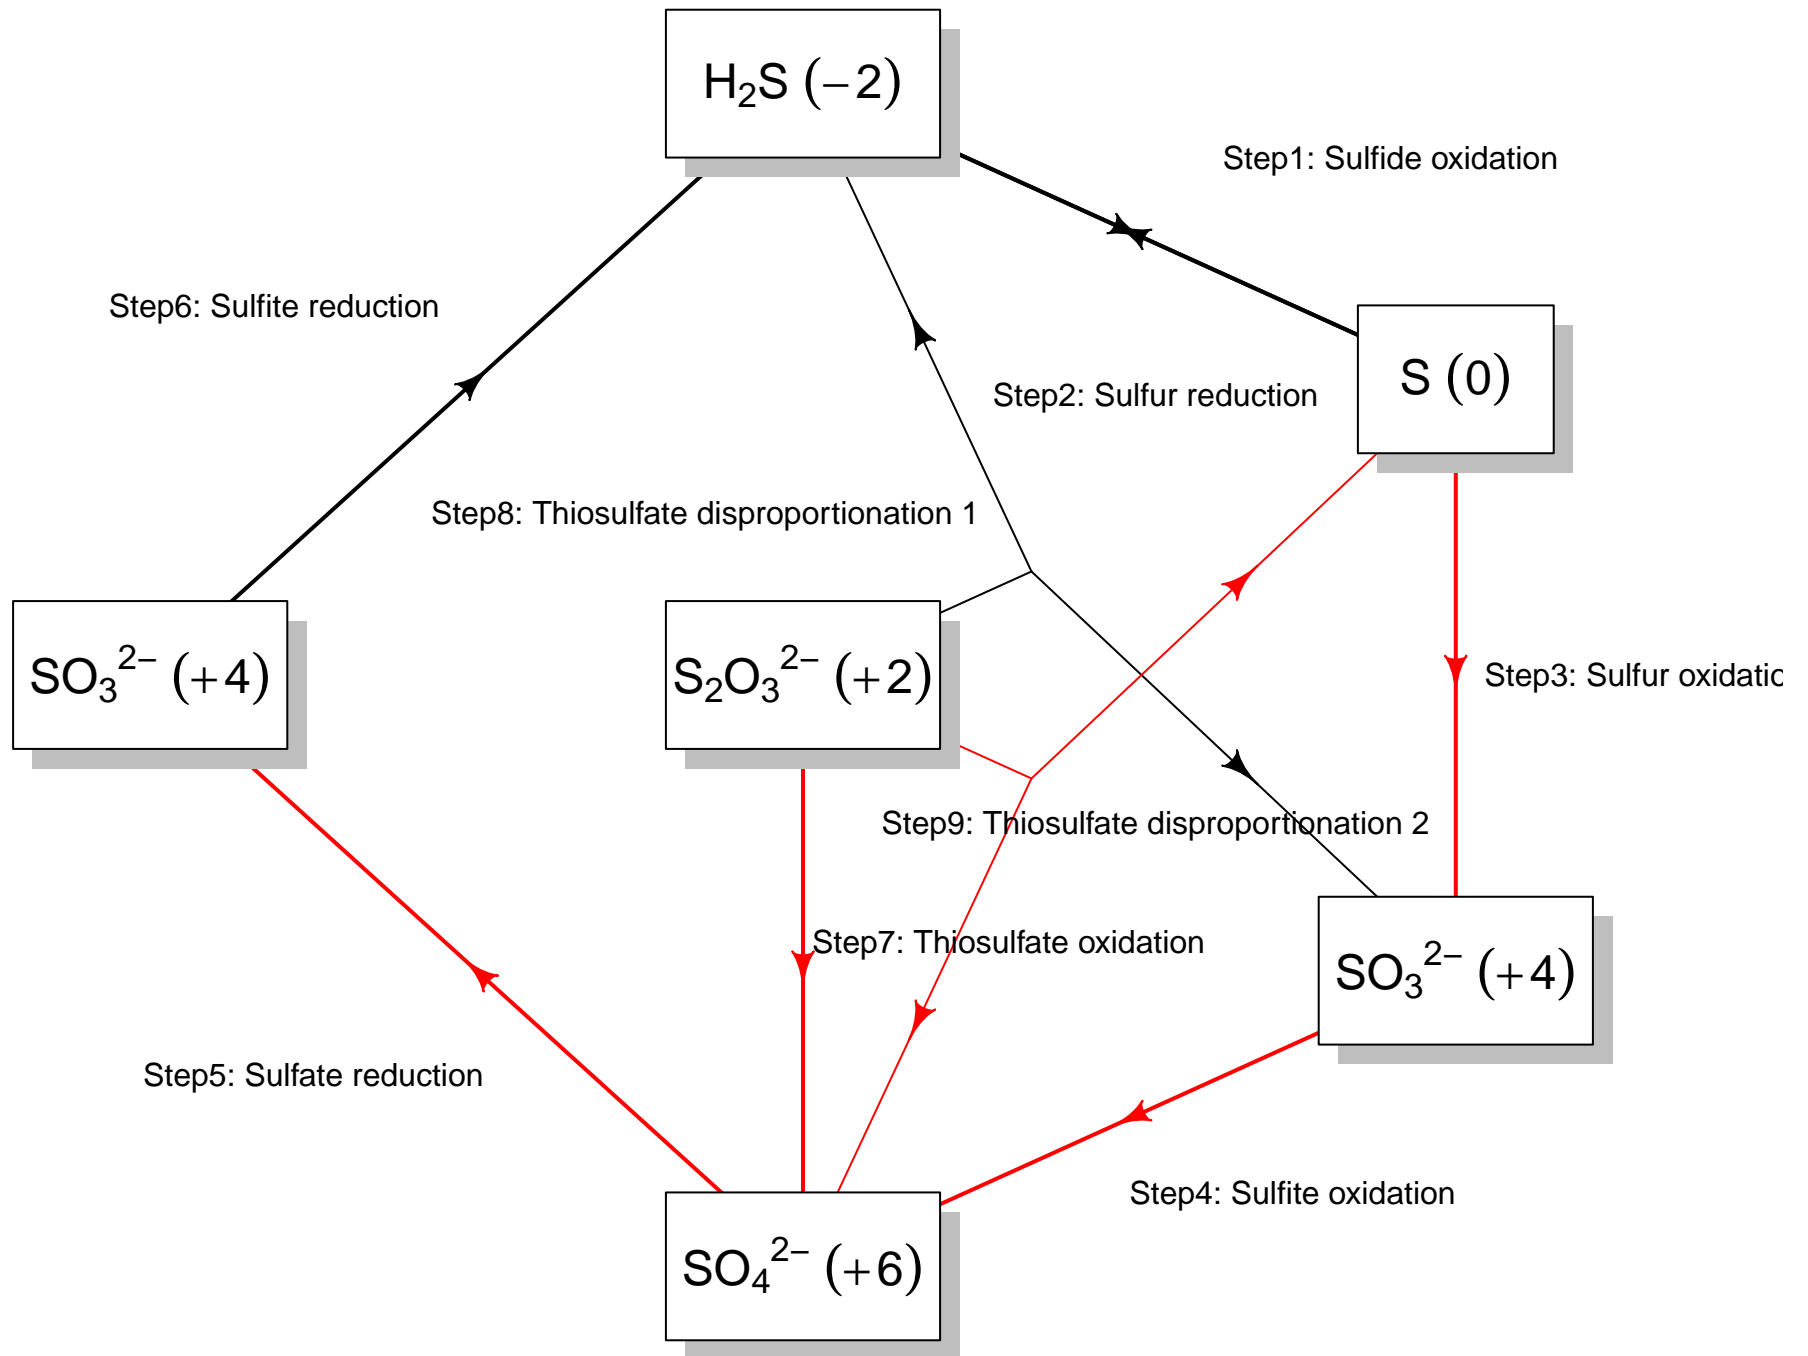 H₂S (−2)
Step1: Sulfide oxidation
Step6: Sulfite reduction
S (0)
Step2: Sulfur reduction
Step8: Thiosulfate disproportionation 1
SO₃²⁻ (+4)
S₂O₃²⁻ (+2)
Step3: Sulfur oxidatio
Step9: Thiosulfate disproportionation 2
Step7: Thiosulfate oxidation
SO₃²⁻ (+4)
Step5: Sulfate reduction
Step4: Sulfite oxidation
SO₄²⁻ (+6)